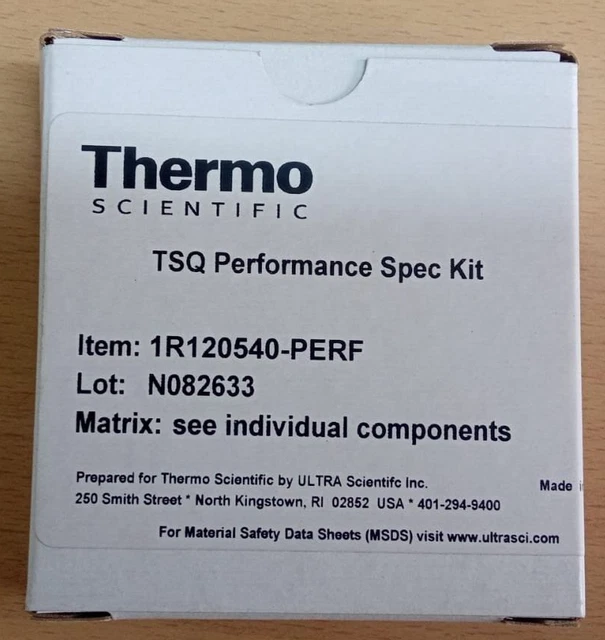 Thermo
SCIENTIFIC
TSQ Performance Spec Kit
Item: 1R120540-PERF
Lot: N082633
Matrix: see individual components
Prepared for Thermo Scientific by ULTRA Scientifc Inc. Made
250 Smith Street * North Kingstown, RI 02852 USA * 401-294-9400
For Material Safety Data Sheets (MSDS) visit www.ultrasci.com